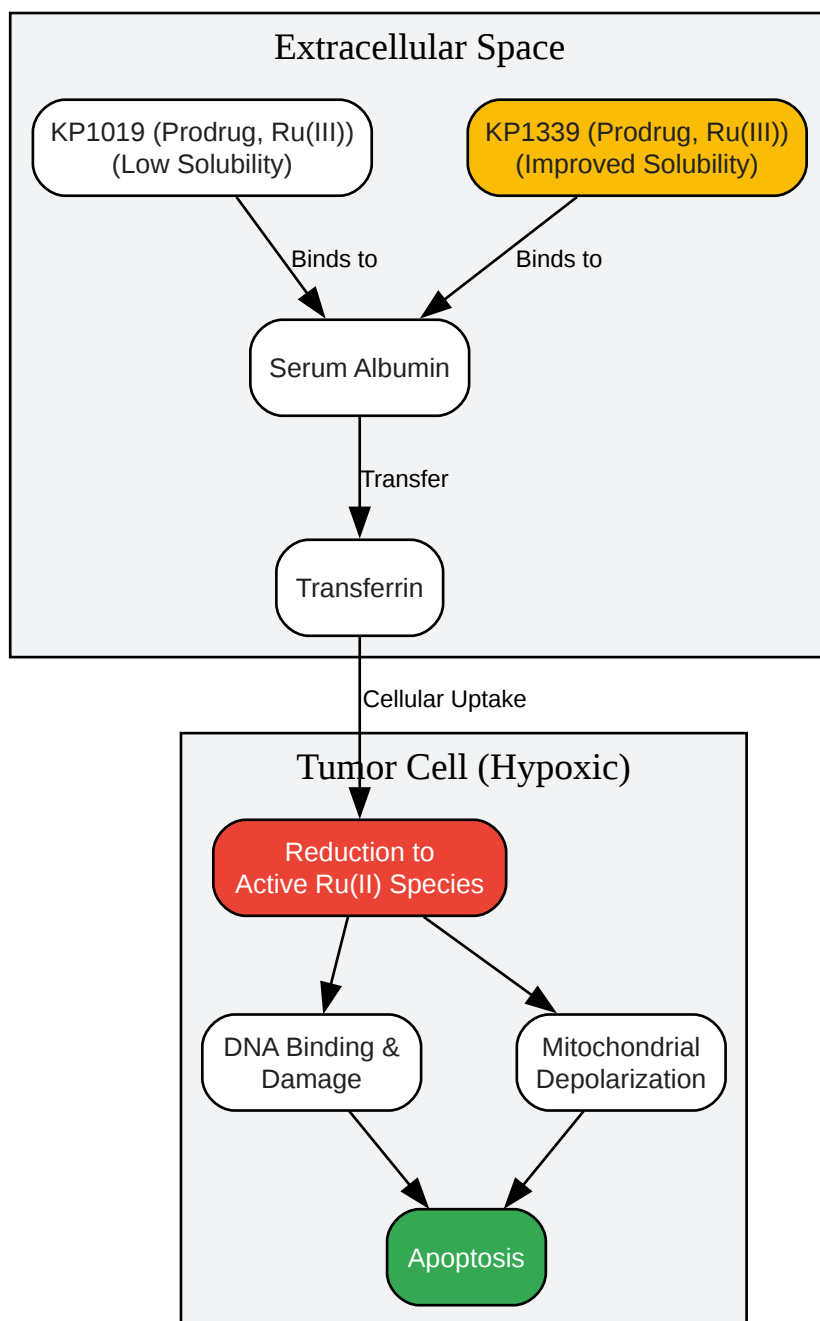 Extracellular Space
KP1019 (Prodrug, Ru(III))
(Low Solubility)
KP1339 (Prodrug, Ru(III))
(Improved Solubility)
Binds to
Binds to
Serum Albumin
Transfer
Transferrin
Cellular Uptake
Tumor Cell (Hypoxic)
Reduction to
Active Ru(II) Species
DNA Binding &
Damage
Mitochondrial
Depolarization
Apoptosis